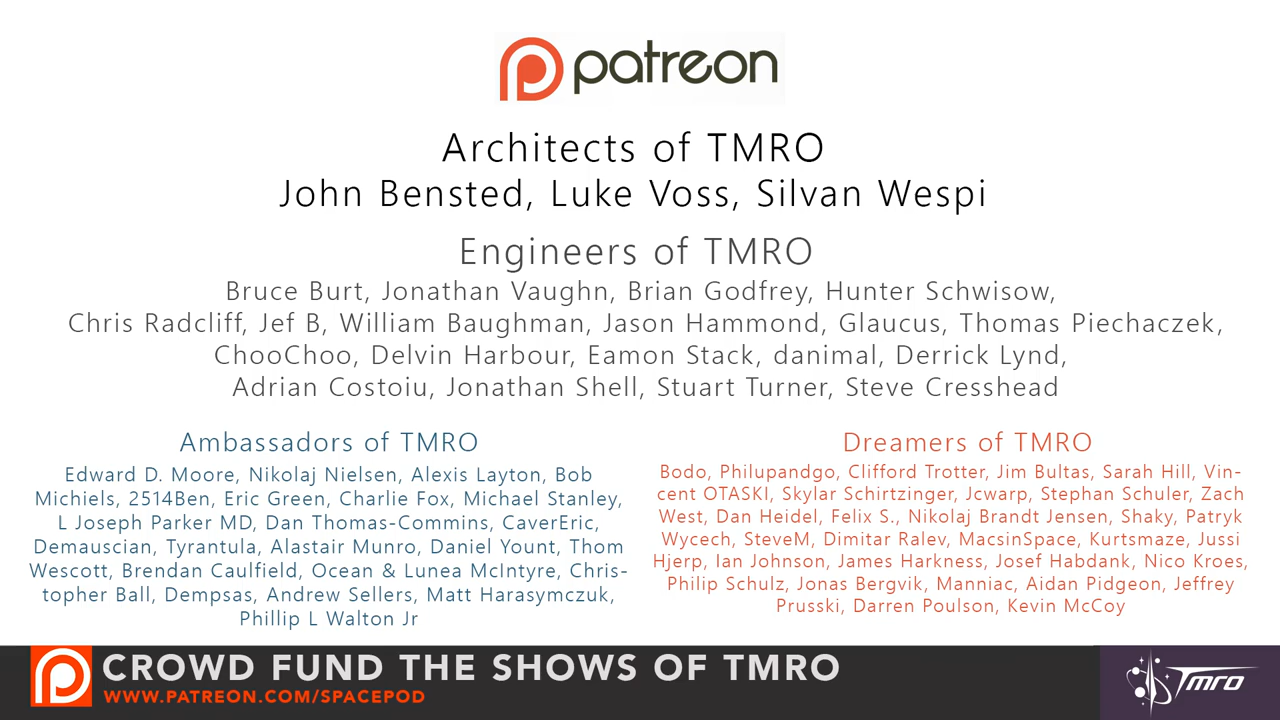 patreon
Architects of TMRO
John Bensted, Luke Voss, Silvan Wespi
Engineers of TMRO
Bruce Burt, Jonathan Vaughn, Brian Godfrey, Hunter Schwisow,
Chris Radcliff, Jef B, William Baughman, Jason Hammond, Glaucus, Thomas Piechaczek,
ChooChoo, Delvin Harbour, Eamon Stack, danimal, Derrick Lynd,
Adrian Costoiu, Jonathan Shell, Stuart Turner, Steve Cresshead
Ambassadors of TMRO
Edward D. Moore, Nikolaj Nielsen, Alexis Layton, Bob
Michiels, 2514Ben, Eric Green, Charlie Fox, Michael Stanley,
L Joseph Parker MD, Dan Thomas-Commins, CaverEric,
Demauscian, Tyrantula, Alastair Munro, Daniel Yount, Thom
Wescott, Brendan Caulfield, Ocean & Lunea McIntyre, Chris-
topher Ball, Dempsas, Andrew Sellers, Matt Harasymczuk,
Phillip L Walton Jr
Dreamers of TMRO
Bodo, Philupandgo, Clifford Trotter, Jim Bultas, Sarah Hill, Vin-
cent OTASKI, Skylar Schirtzinger, Jcwarp, Stephan Schuler, Zach
West, Dan Heidel, Felix S., Nikolaj Brandt Jensen, Shaky, Patryk
Wycech, SteveM, Dimitar Ralev, MacsinSpace, Kurtsmaze, Jussi
Hjerp, Ian Johnson, James Harkness, Josef Habdank, Nico Kroes,
Philip Schulz, Jonas Bergvik, Manniac, Aidan Pidgeon, Jeffrey
Prusski, Darren Poulson, Kevin McCoy
CROWD FUND THE SHOWS OF TMRO
WWW.PATREON.COM/SPACEPOD
Tmro